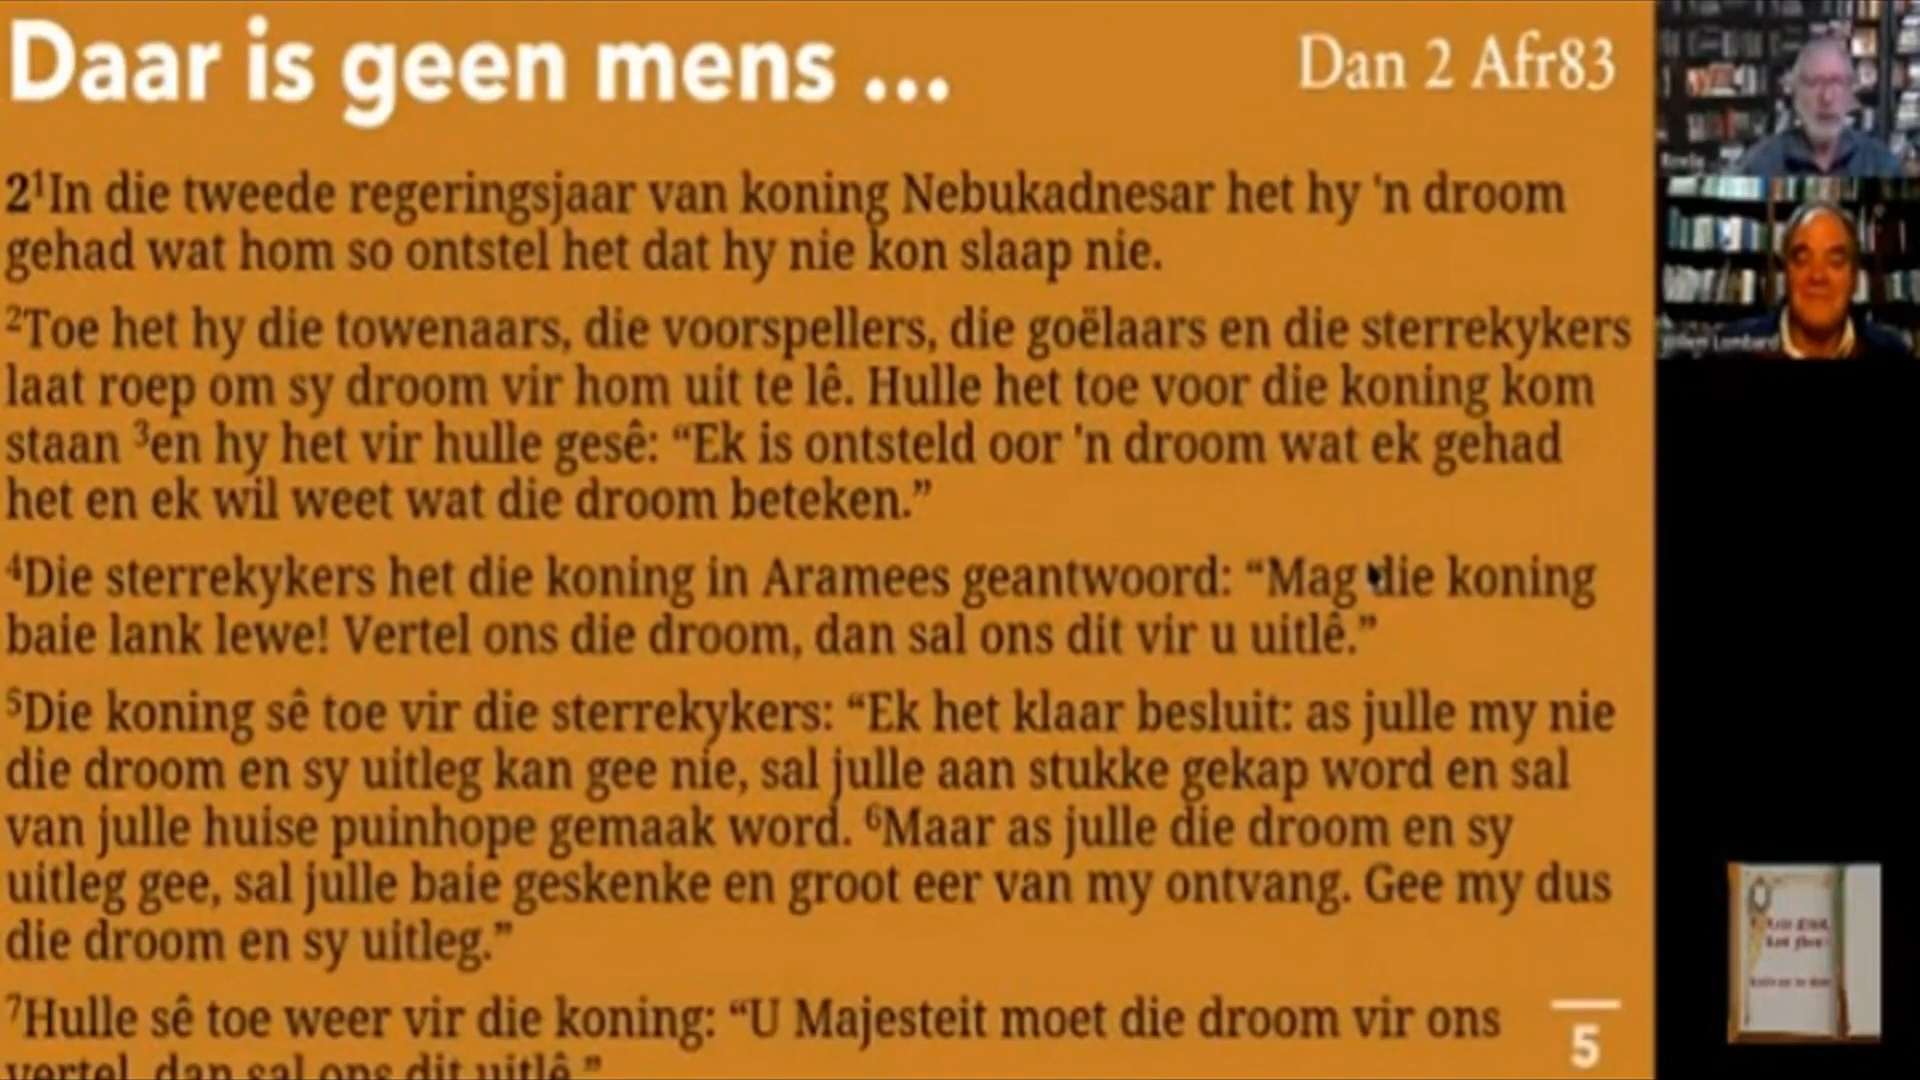 Daar is geen mens ...
Dan 2 Afr83
2¹In die tweede regeringsjaar van koning Nebukadnesar het hy 'n droom
gehad wat hom so ontstel het dat hy nie kon slaap nie.
²Toe het hy die towenaars, die voorspellers, die goëlaars en die sterrekykers
laat roep om sy droom vir hom uit te lê. Hulle het toe voor die koning kom
staan ³en hy het vir hulle gesê: “Ek is ontsteld oor 'n droom wat ek gehad
het en ek wil weet wat die droom beteken.”
⁴Die sterrekykers het die koning in Aramees geantwoord: “Mag die koning
baie lank lewe! Vertel ons die droom, dan sal ons dit vir u uitlê.”
⁵Die koning sê toe vir die sterrekykers: “Ek het klaar besluit: as julle my nie
die droom en sy uitleg kan gee nie, sal julle aan stukke gekap word en sal
van julle huise puinhope gemaak word. ⁶Maar as julle die droom en sy
uitleg gee, sal julle baie geskenke en groot eer van my ontvang. Gee my dus
die droom en sy uitleg.”
⁷Hulle sê toe weer vir die koning: “U Majesteit moet die droom vir ons
vertel, dan sal ons dit uitlê.”
5
Lombard